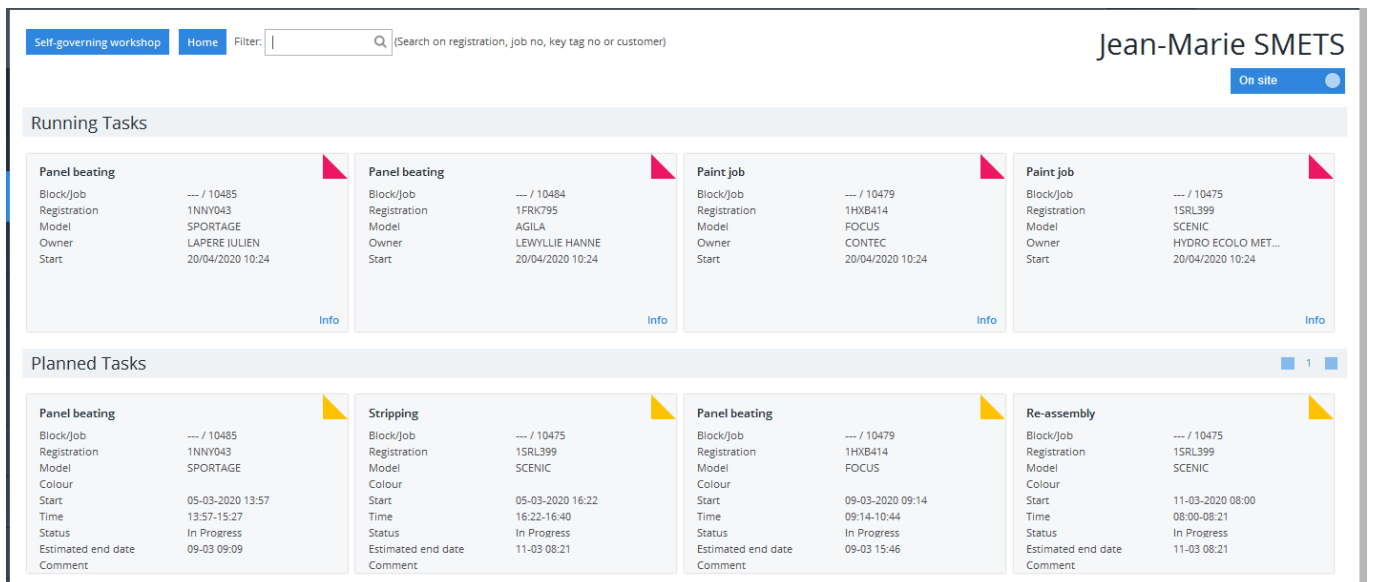 Self-governing workshop Home Filter: (Search on registration, job no, key tag no or customer)
Jean-Marie SMETS
On site
Running Tasks
Panel beating
Block/Job --- / 10485
Registration 1NNY043
Model SPORTAGE
Owner LAPERE JULIEN
Start 20/04/2020 10:24
Info
Panel beating
Block/Job --- / 10484
Registration 1FRK795
Model AGILA
Owner LEWYLLIE HANNE
Start 20/04/2020 10:24
Info
Paint job
Block/Job --- / 10479
Registration 1HXB414
Model FOCUS
Owner CONTEC
Start 20/04/2020 10:24
Info
Paint job
Block/Job --- / 10475
Registration 1SRL399
Model SCENIC
Owner HYDRO ECOLO MET...
Start 20/04/2020 10:24
Info
Planned Tasks
1
Panel beating
Block/Job --- / 10485
Registration 1NNY043
Model SPORTAGE
Colour
Start 05-03-2020 13:57
Time 13:57-15:27
Status In Progress
Estimated end date 09-03 09:09
Comment
Stripping
Block/Job --- / 10475
Registration 1SRL399
Model SCENIC
Colour
Start 05-03-2020 16:22
Time 16:22-16:40
Status In Progress
Estimated end date 11-03 08:21
Comment
Panel beating
Block/Job --- / 10479
Registration 1HXB414
Model FOCUS
Colour
Start 09-03-2020 09:14
Time 09:14-10:44
Status In Progress
Estimated end date 09-03 15:46
Comment
Re-assembly
Block/Job --- / 10475
Registration 1SRL399
Model SCENIC
Colour
Start 11-03-2020 08:00
Time 08:00-08:21
Status In Progress
Estimated end date 11-03 08:21
Comment